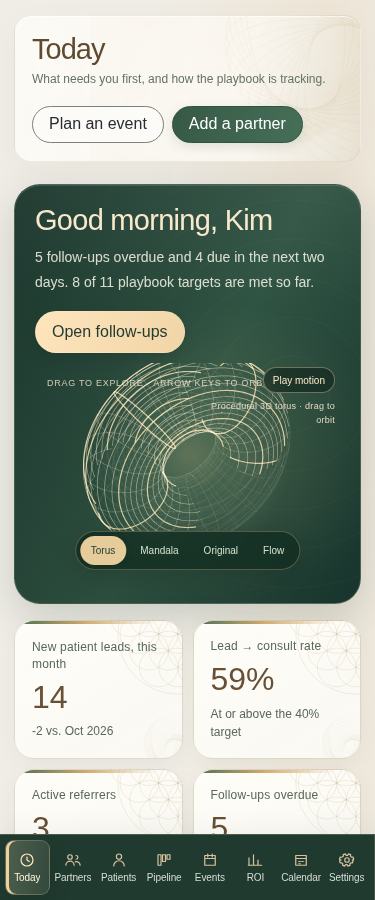 Today
What needs you first, and how the playbook is tracking.
Plan an event
Add a partner
Good morning, Kim
5 follow-ups overdue and 4 due in the next two
days. 8 of 11 playbook targets are met so far.
Open follow-ups
DRAG TO EXPLORE · ARROW KEYS TO ORB
Play motion
Procedural 3D torus · drag to
orbit
Torus
Mandala
Original
Flow
New patient leads, this
month
14
-2 vs. Oct 2026
Lead → consult rate
59%
At or above the 40%
target
Active referrers
3
Follow-ups overdue
5
Today
Partners
Patients
Pipeline
Events
ROI
Calendar
Settings